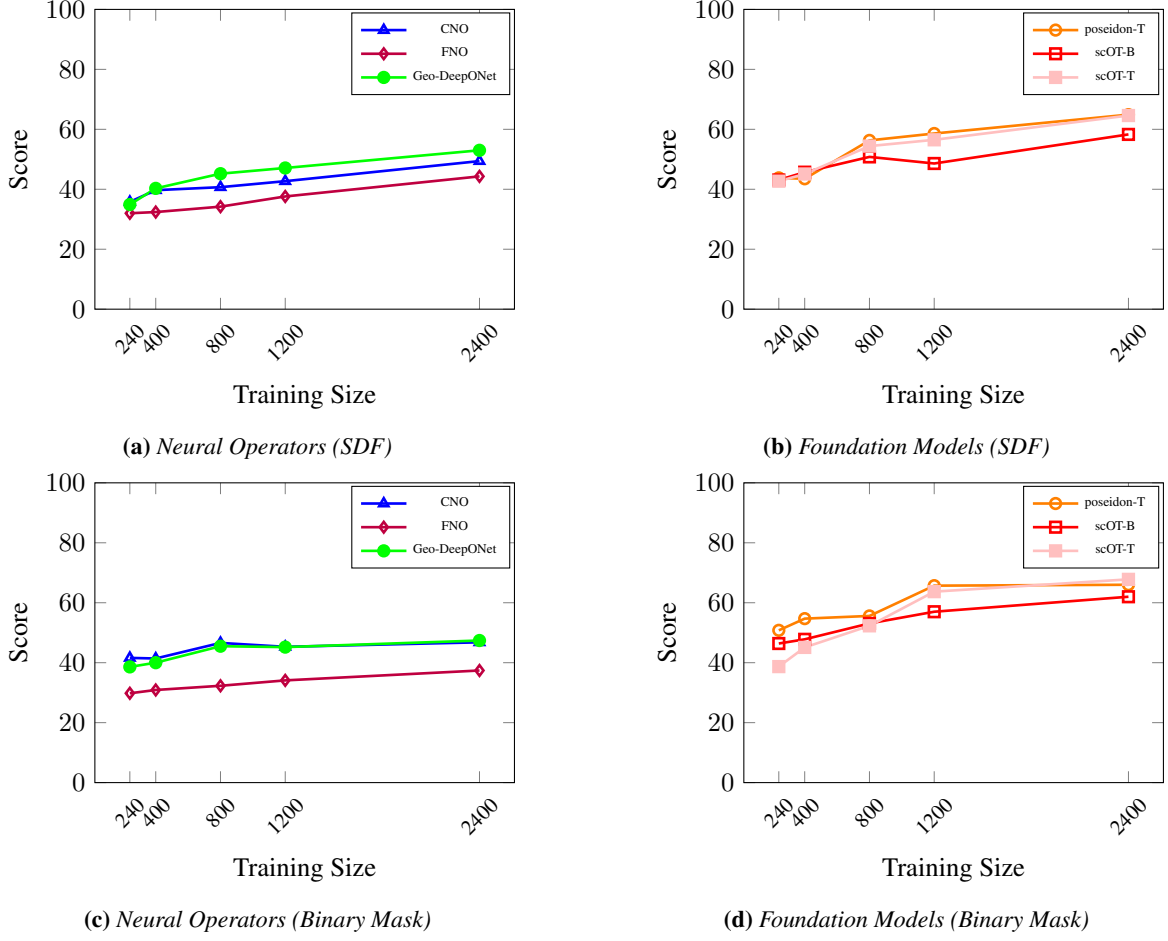 100
80
60
40
20
0
Score
CNO
FNO
Geo-DeepONet
240
400
800
1200
2400
Training Size
(a) Neural Operators (SDF)
100
80
60
40
20
0
Score
poseidon-T
scOT-B
scOT-T
240
400
800
1200
2400
Training Size
(b) Foundation Models (SDF)
100
80
60
40
20
0
Score
CNO
FNO
Geo-DeepONet
240
400
800
1200
2400
Training Size
(c) Neural Operators (Binary Mask)
100
80
60
40
20
0
Score
poseidon-T
scOT-B
scOT-T
240
400
800
1200
2400
Training Size
(d) Foundation Models (Binary Mask)